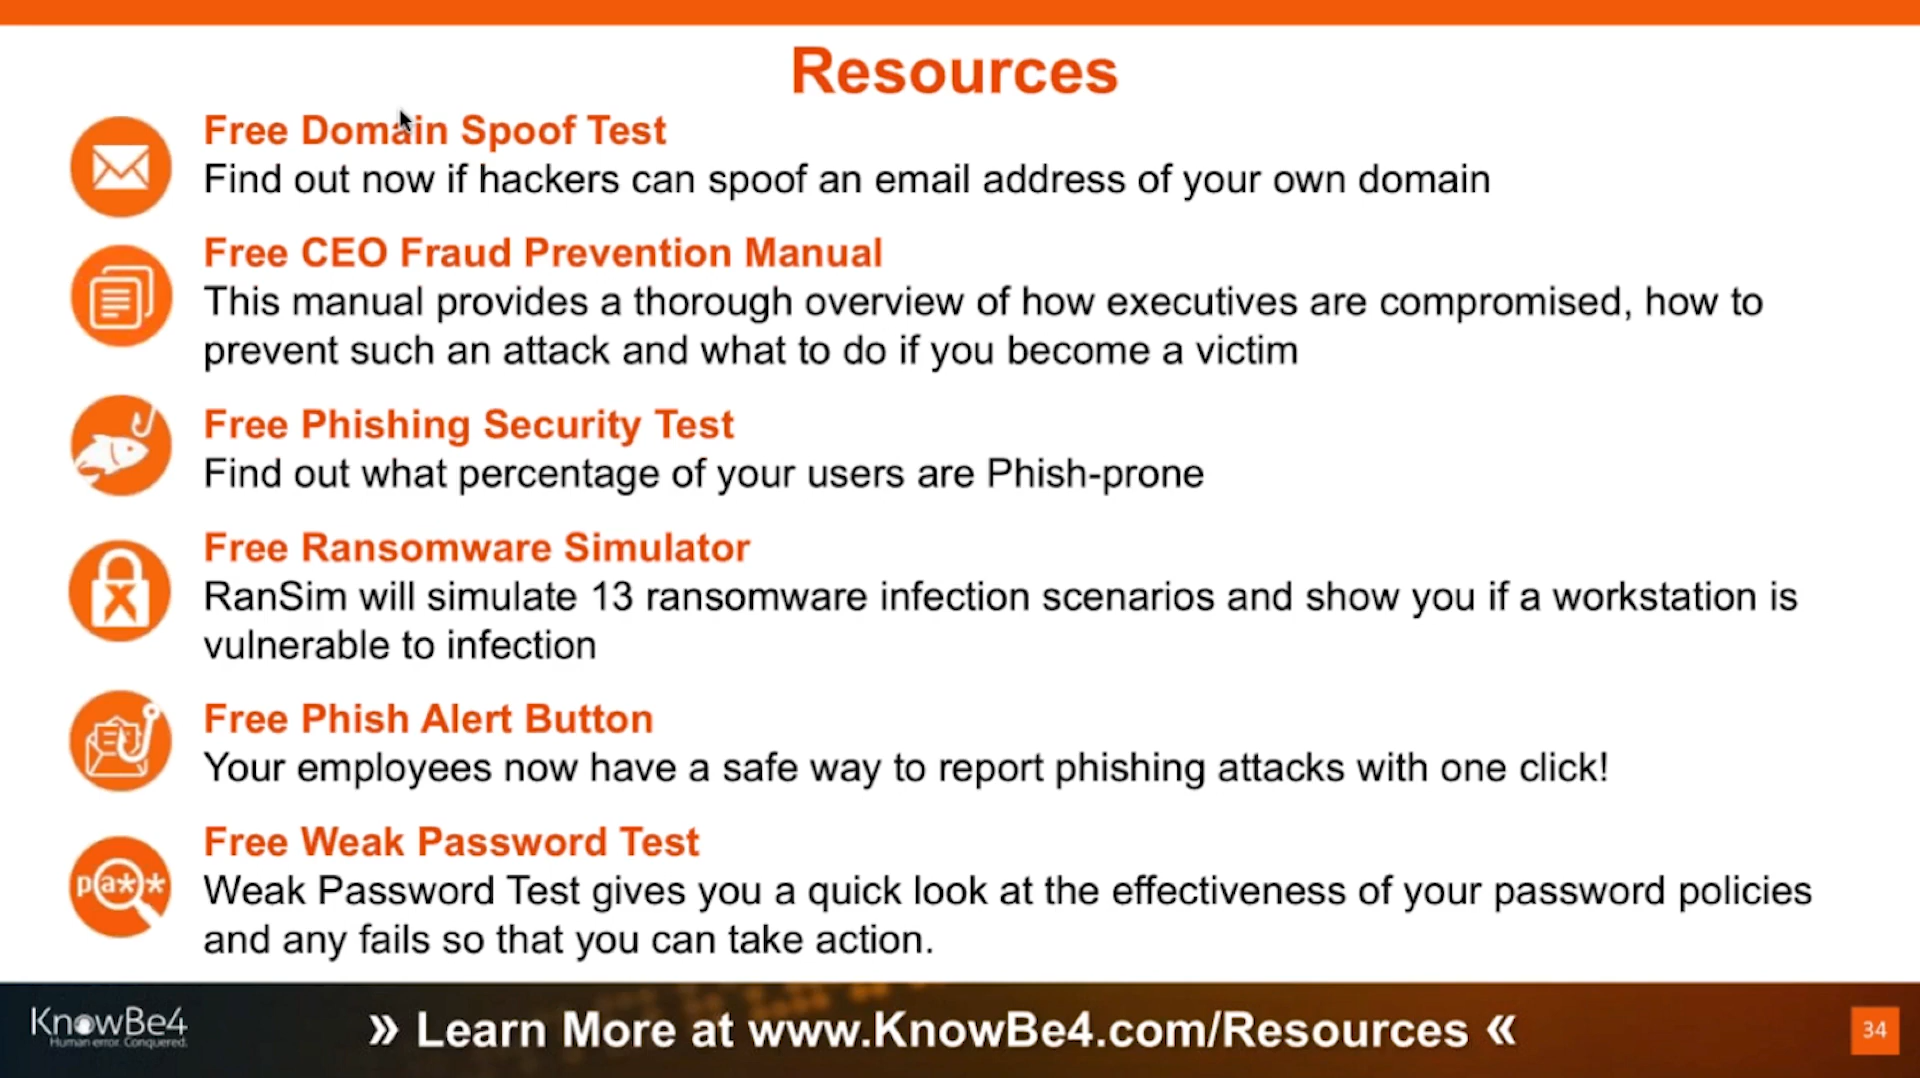 Resources
Free Domain Spoof Test
Find out now if hackers can spoof an email address of your own domain
Free CEO Fraud Prevention Manual
This manual provides a thorough overview of how executives are compromised, how to
prevent such an attack and what to do if you become a victim
Free Phishing Security Test
Find out what percentage of your users are Phish-prone
Free Ransomware Simulator
RanSim will simulate 13 ransomware infection scenarios and show you if a workstation is
vulnerable to infection
Free Phish Alert Button
Your employees now have a safe way to report phishing attacks with one click!
p(a*)*
Free Weak Password Test
Weak Password Test gives you a quick look at the effectiveness of your password policies
and any fails so that you can take action.
KnowBe4
Human error. Conquered.
» Learn More at www.KnowBe4.com/Resources «
34